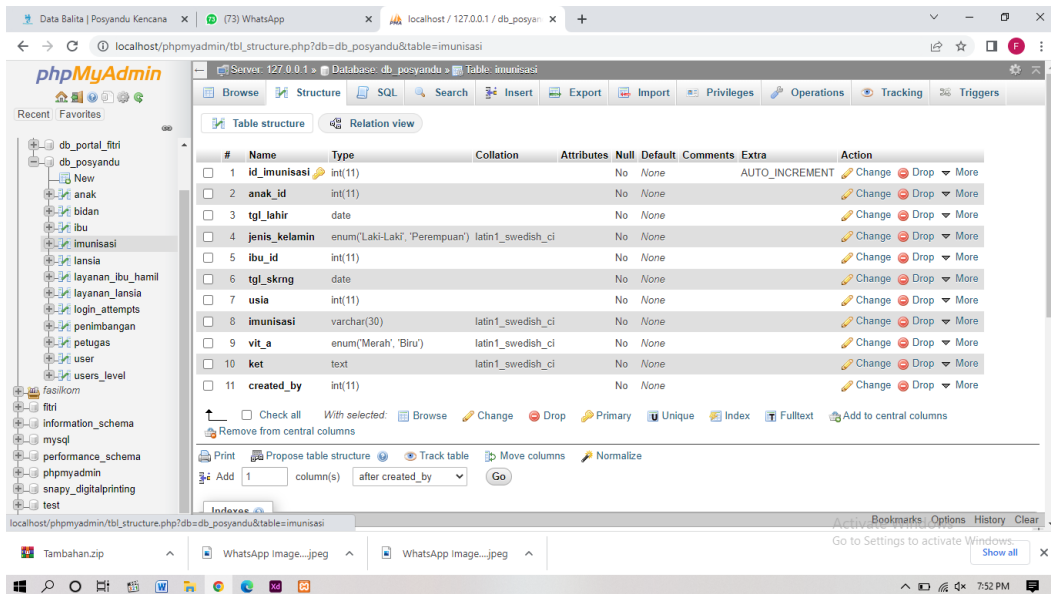 Data Balita | Posyandu Kencana
(73) WhatsApp
localhost / 127.0.0.1 / db_posyan
localhost/phpmyadmin/tbl_structure.php?db=db_posyandu&table=imunisasi
F
phpMyAdmin
Recent Favorites
db_portal_fitri
db_posyandu
New
anak
bidan
ibu
imunisasi
lansia
layanan_ibu_hamil
layanan_lansia
login_attempts
penimbangan
petugas
user
users_level
fasilkom
fitri
information_schema
mysql
performance_schema
phpmyadmin
snapy_digitalprinting
test
Server: 127.0.0.1 » Database: db_posyandu » Table: imunisasi
Browse Structure SQL Search Insert Export Import Privileges Operations Tracking Triggers
Table structure Relation view
# Name Type Collation Attributes Null Default Comments Extra Action
1 id_imunisasi int(11) No None AUTO_INCREMENT Change Drop More
2 anak_id int(11) No None Change Drop More
3 tgl_lahir date No None Change Drop More
4 jenis_kelamin enum('Laki-Laki', 'Perempuan') latin1_swedish_ci No None Change Drop More
5 ibu_id int(11) No None Change Drop More
6 tgl_skrng date No None Change Drop More
7 usia int(11) No None Change Drop More
8 imunisasi varchar(30) latin1_swedish_ci No None Change Drop More
9 vit_a enum('Merah', 'Biru') latin1_swedish_ci No None Change Drop More
10 ket text latin1_swedish_ci No None Change Drop More
11 created_by int(11) No None Change Drop More
Check all With selected: Browse Change Drop Primary Unique Index Fulltext Add to central columns
Remove from central columns
Print Propose table structure Track table Move columns Normalize
Add 1 column(s) after created_by Go
Indexes
localhost/phpmyadmin/tbl_structure.php?db=db_posyandu&table=imunisasi
Bookmarks Options History Clear
Activate Windows
Go to Settings to activate Windows.
Tambahan.zip
WhatsApp Image....jpeg
WhatsApp Image....jpeg
Show all
7:52 PM